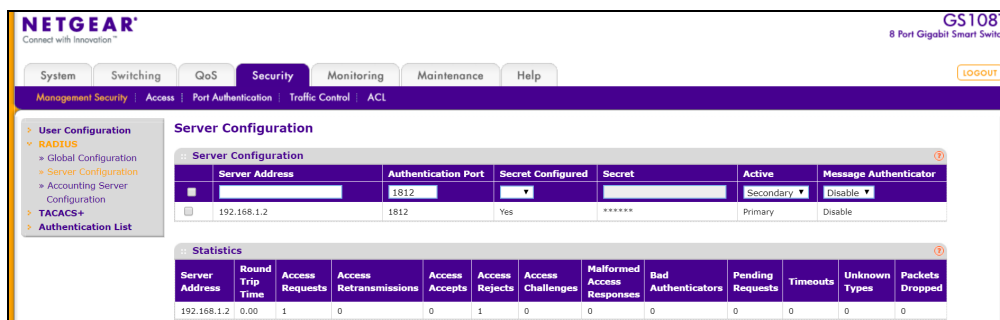 NETGEAR®
Connect with Innovation™
GS108T
8 Port Gigabit Smart Switc
System Switching QoS Security Monitoring Maintenance Help
LOGOUT
Management Security | Access | Port Authentication | Traffic Control | ACL
User Configuration
RADIUS
» Global Configuration
» Server Configuration
» Accounting Server
Configuration
TACACS+
Authentication List
Server Configuration
Server Configuration ?
Server Address Authentication Port Secret Configured Secret Active Message Authenticator
1812 Secondary Disable
192.168.1.2 1812 Yes ****** Primary Disable
Statistics ?
Server Address Round Trip Time Access Requests Access Retransmissions Access Accepts Access Rejects Access Challenges Malformed Access Responses Bad Authenticators Pending Requests Timeouts Unknown Types Packets Dropped
192.168.1.2 0.00 1 0 0 1 0 0 0 0 0 0 0